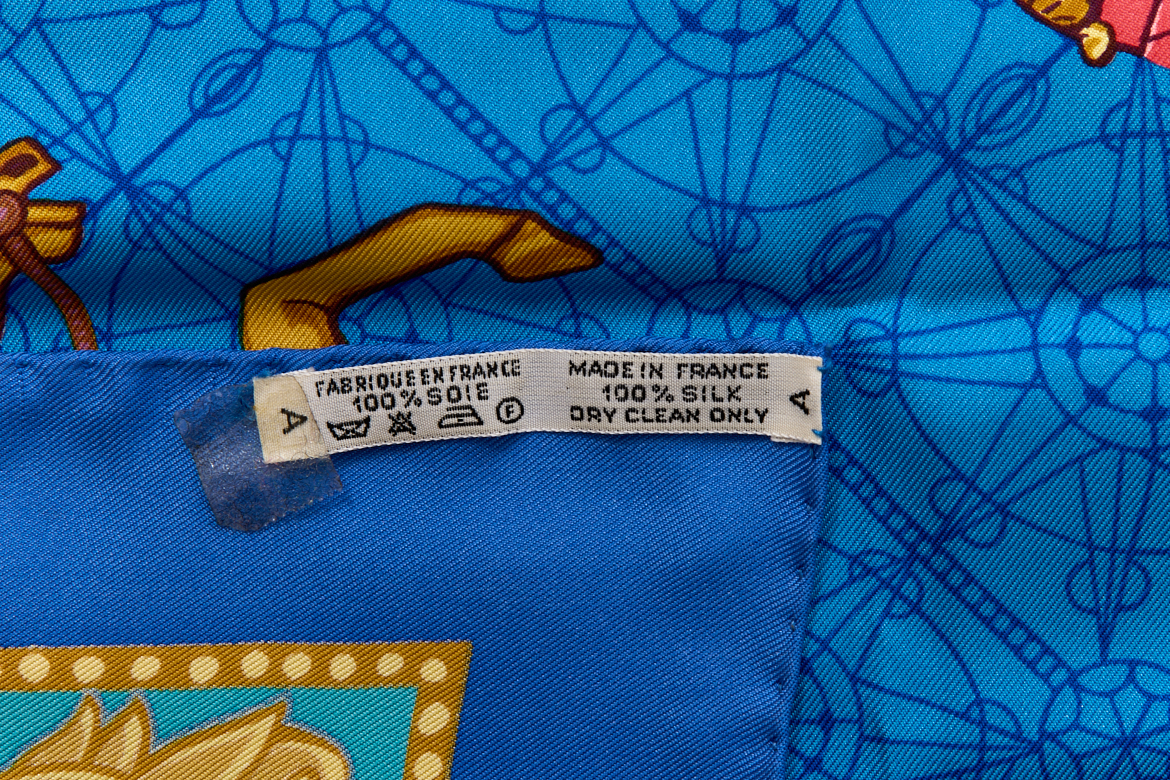 A
FABRIQUE EN FRANCE
100% SOIE
F
MADE IN FRANCE
100% SILK
DRY CLEAN ONLY
A